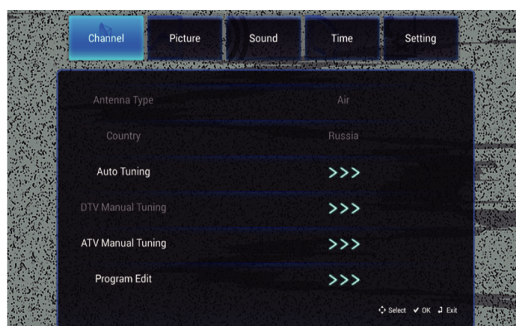 Channel Picture Sound Time Setting
Antenna Type Air
Country Russia
Auto Tuning >>>
DTV Manual Tuning >>>
ATV Manual Tuning >>>
Program Edit >>>
Select OK Exit